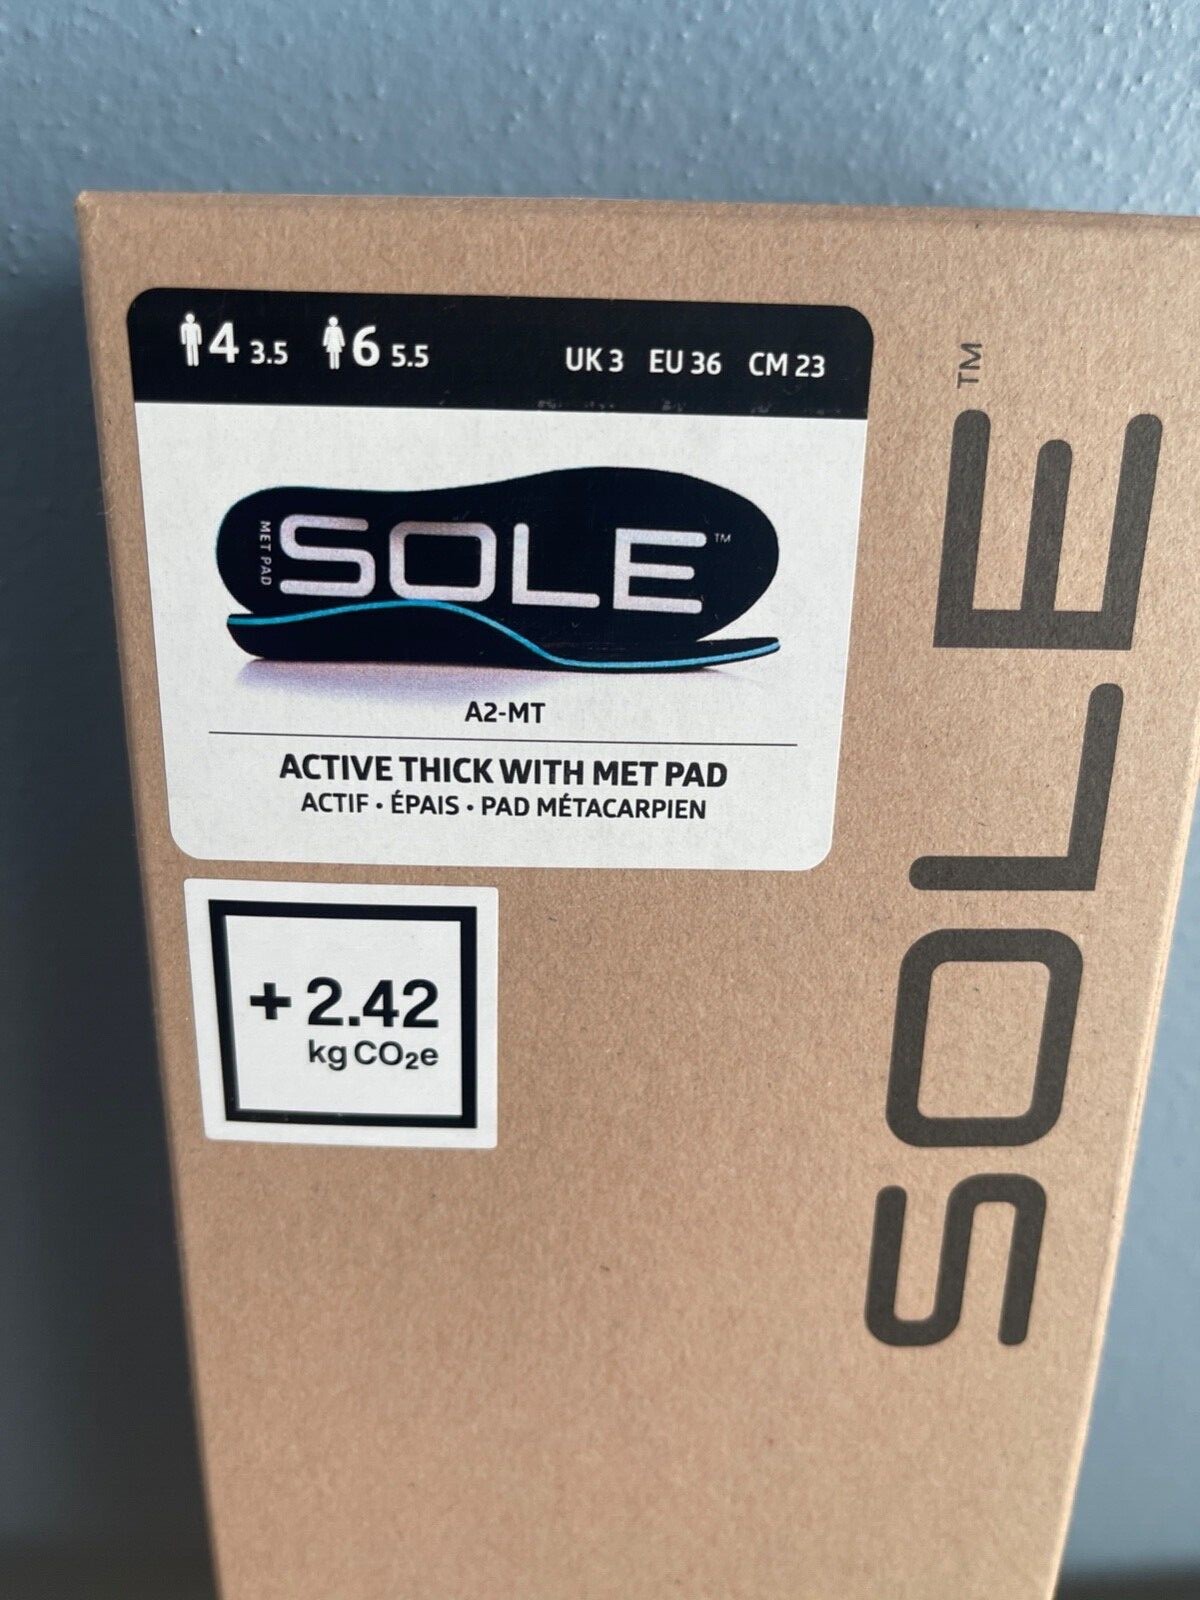 4 3.5 6 5.5 UK 3 EU 36 CM 23
MET PAD
SOLE™
A2-MT
ACTIVE THICK WITH MET PAD
ACTIF • ÉPAIS • PAD MÉTACARPIEN
+ 2.42
kg CO₂e
SOLE™